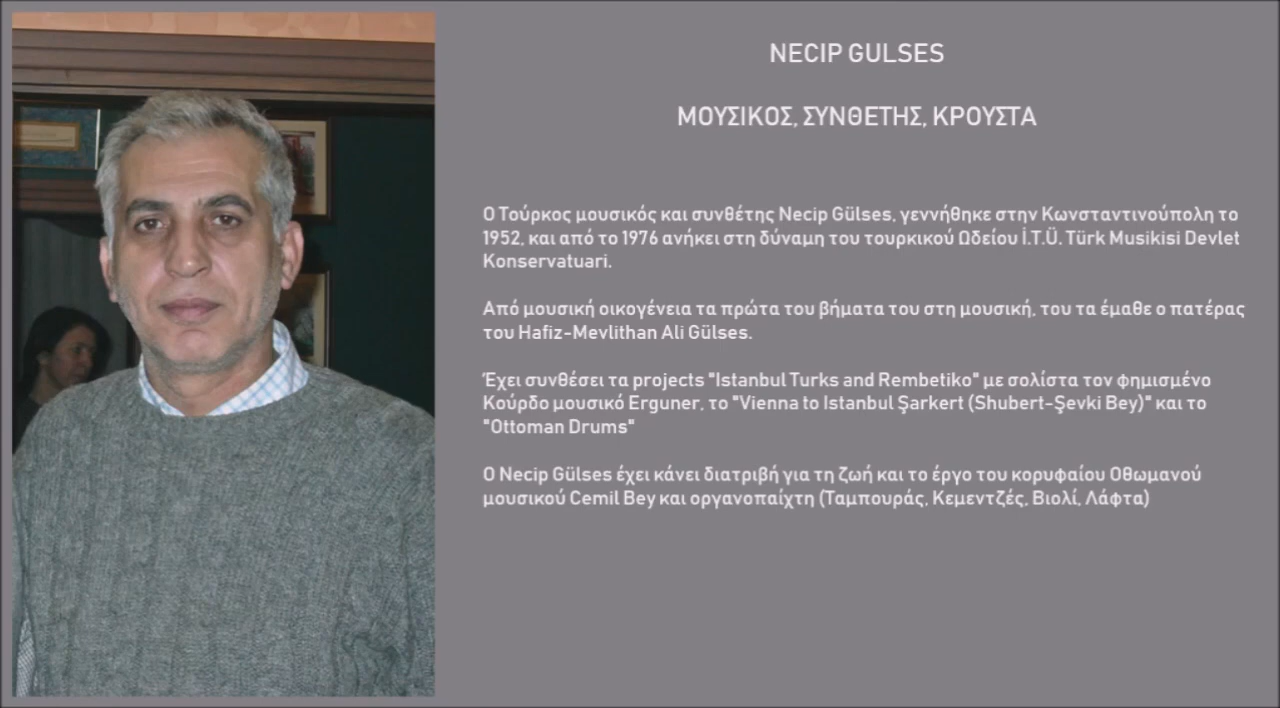 NECIP GULSES
ΜΟΥΣΙΚΟΣ, ΣΥΝΘΕΤΗΣ, ΚΡΟΥΣΤΑ
Ο Τούρκος μουσικός και συνθέτης Necip Gülses, γεννήθηκε στην Κωνσταντινούπολη το
1952, και από το 1976 ανήκει στη δύναμη του τουρκικού Ωδείου İ.T.Ü. Türk Musikisi Devlet
Konservatuari.
Από μουσική οικογένεια τα πρώτα του βήματα του στη μουσική, του τα έμαθε ο πατέρας
του Hafiz-Mevlithan Ali Gülses.
Έχει συνθέσει τα projects "Istanbul Turks and Rembetiko" με σολίστα τον φημισμένο
Κούρδο μουσικό Erguner, το "Vienna to Istanbul Şarkert (Shubert-Şevki Bey)" και το
"Ottoman Drums"
Ο Necip Gülses έχει κάνει διατριβή για τη ζωή και το έργο του κορυφαίου Οθωμανού
μουσικού Cemil Bey και οργανοπαίχτη (Ταμπουράς, Κεμεντζές, Βιολί, Λάφτα)